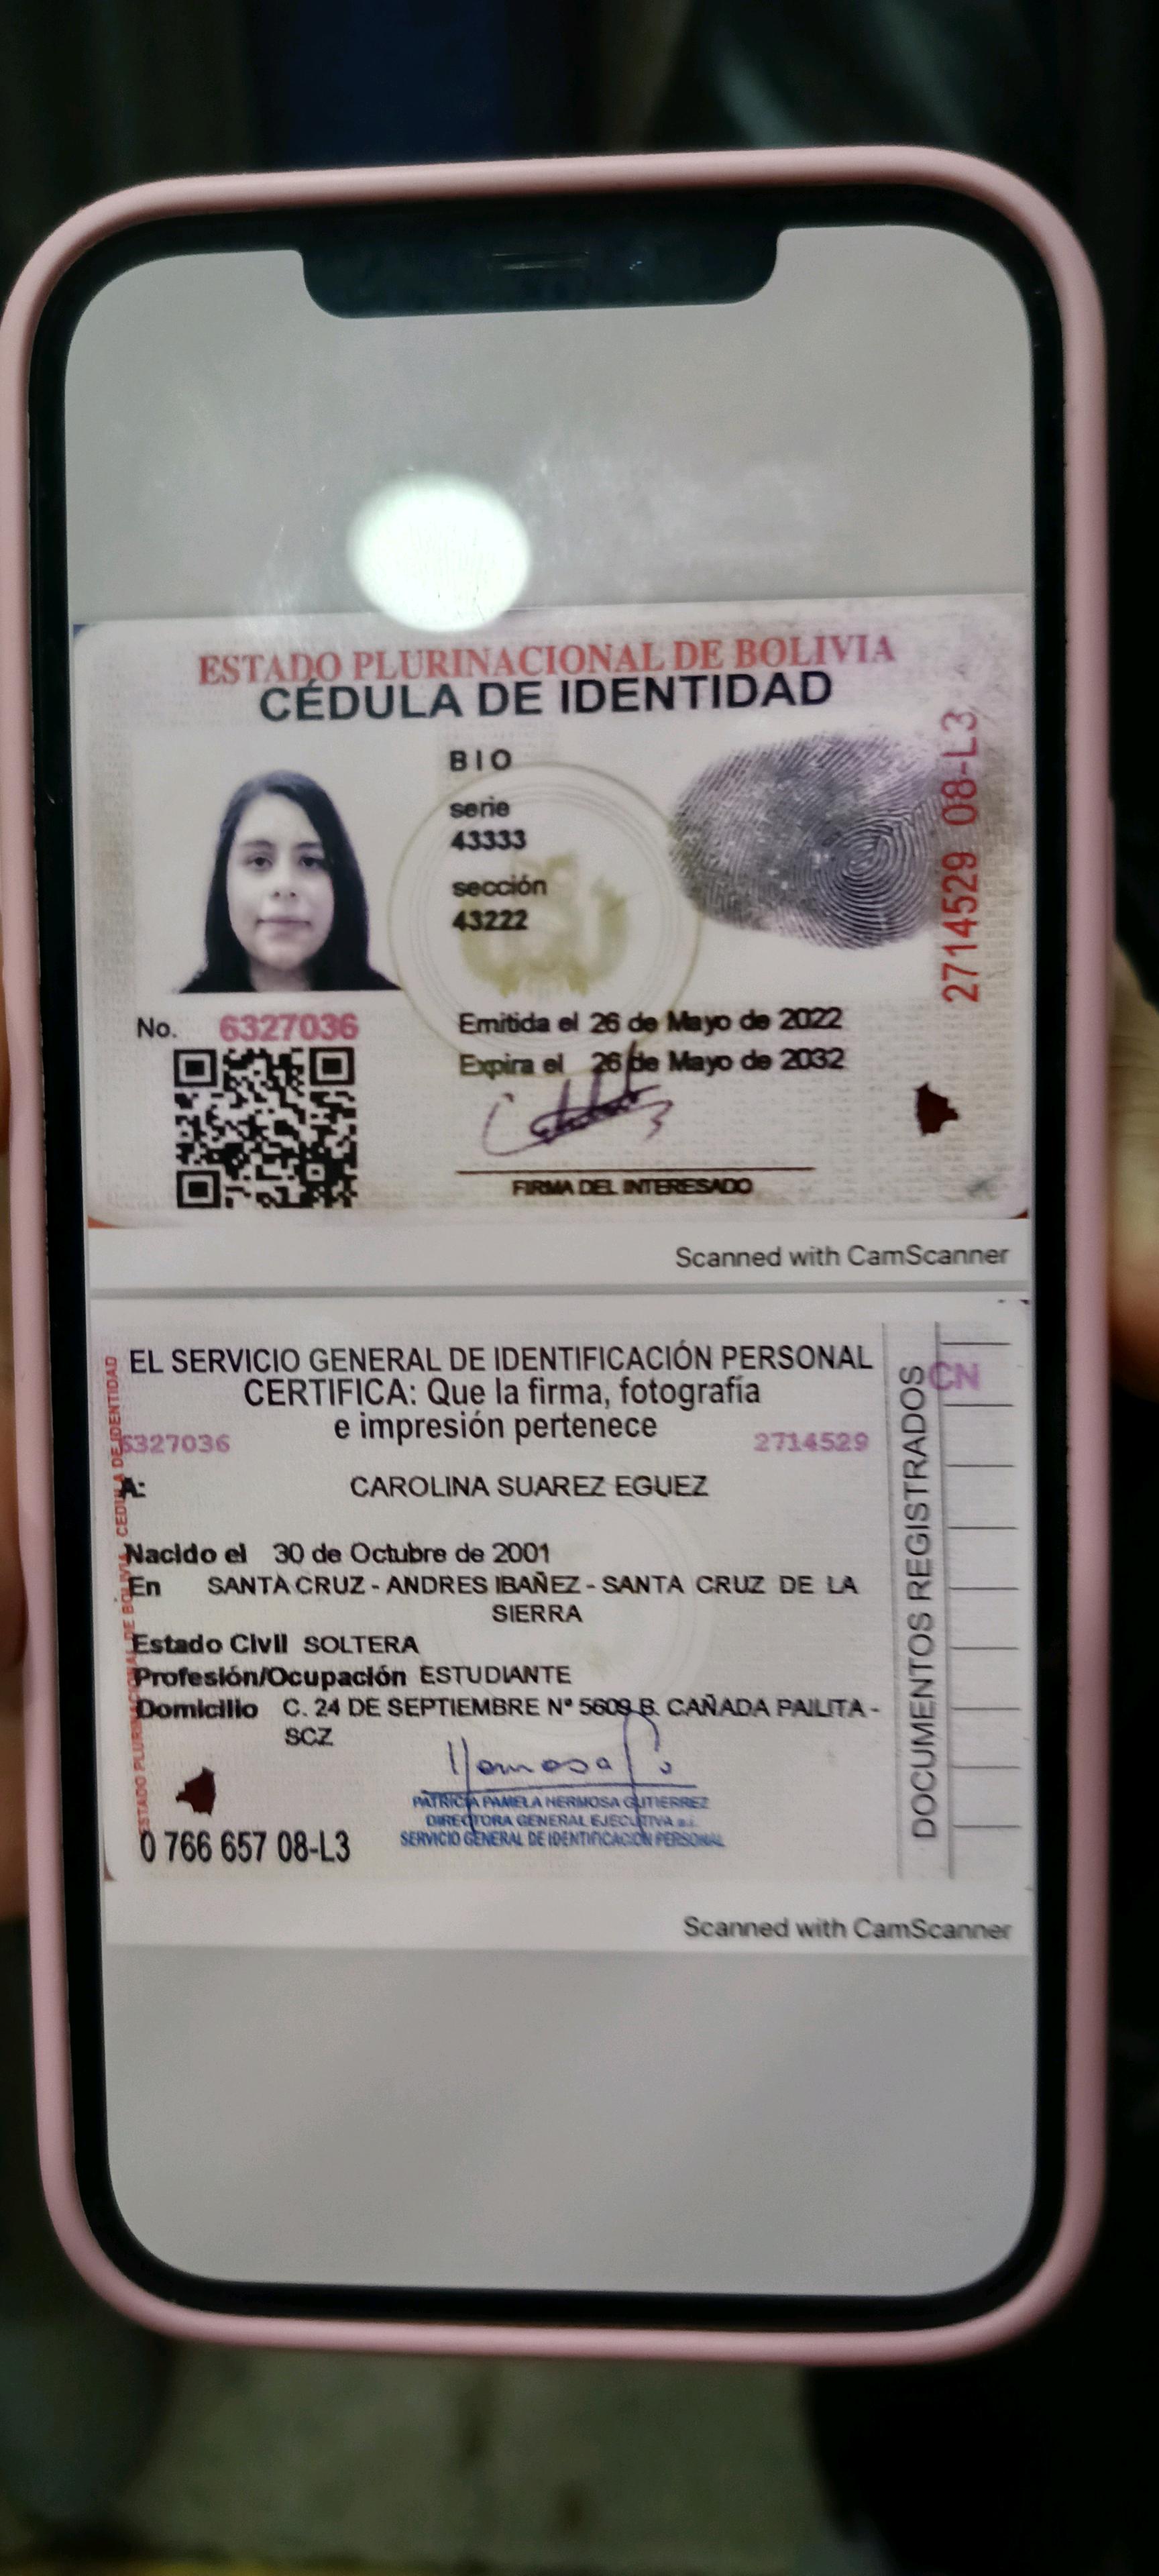 ESTADO PLURINACIONAL DE BOLIVIA
CÉDULA DE IDENTIDAD
BIO
serie
43333
sección
43222
2714529 08-L3
No. 6327036
Emitida el 26 de Mayo de 2022
Expira el 26 de Mayo de 2032
FIRMA DEL INTERESADO
Scanned with CamScanner
EL SERVICIO GENERAL DE IDENTIFICACIÓN PERSONAL
CERTIFICA: Que la firma, fotografía
e impresión pertenece
6327036 2714529
A: CAROLINA SUAREZ EGUEZ
Nacido el 30 de Octubre de 2001
En SANTA CRUZ - ANDRES IBAÑEZ - SANTA CRUZ DE LA
SIERRA
Estado Civil SOLTERA
Profesión/Ocupación ESTUDIANTE
Domicilio C. 24 DE SEPTIEMBRE Nº 5609 B. CAÑADA PAILITA -
SCZ
PATRICIA PAMELA HERMOSA GUTIERREZ
DIRECTORA GENERAL EJECUTIVA a.i.
SERVICIO GENERAL DE IDENTIFICACIÓN PERSONAL
0 766 657 08-L3
ESTADO PLURINACIONAL DE BOLIVIA CEDULA DE IDENTIDAD
DOCUMENTOS REGISTRADOS
CN
Scanned with CamScanner